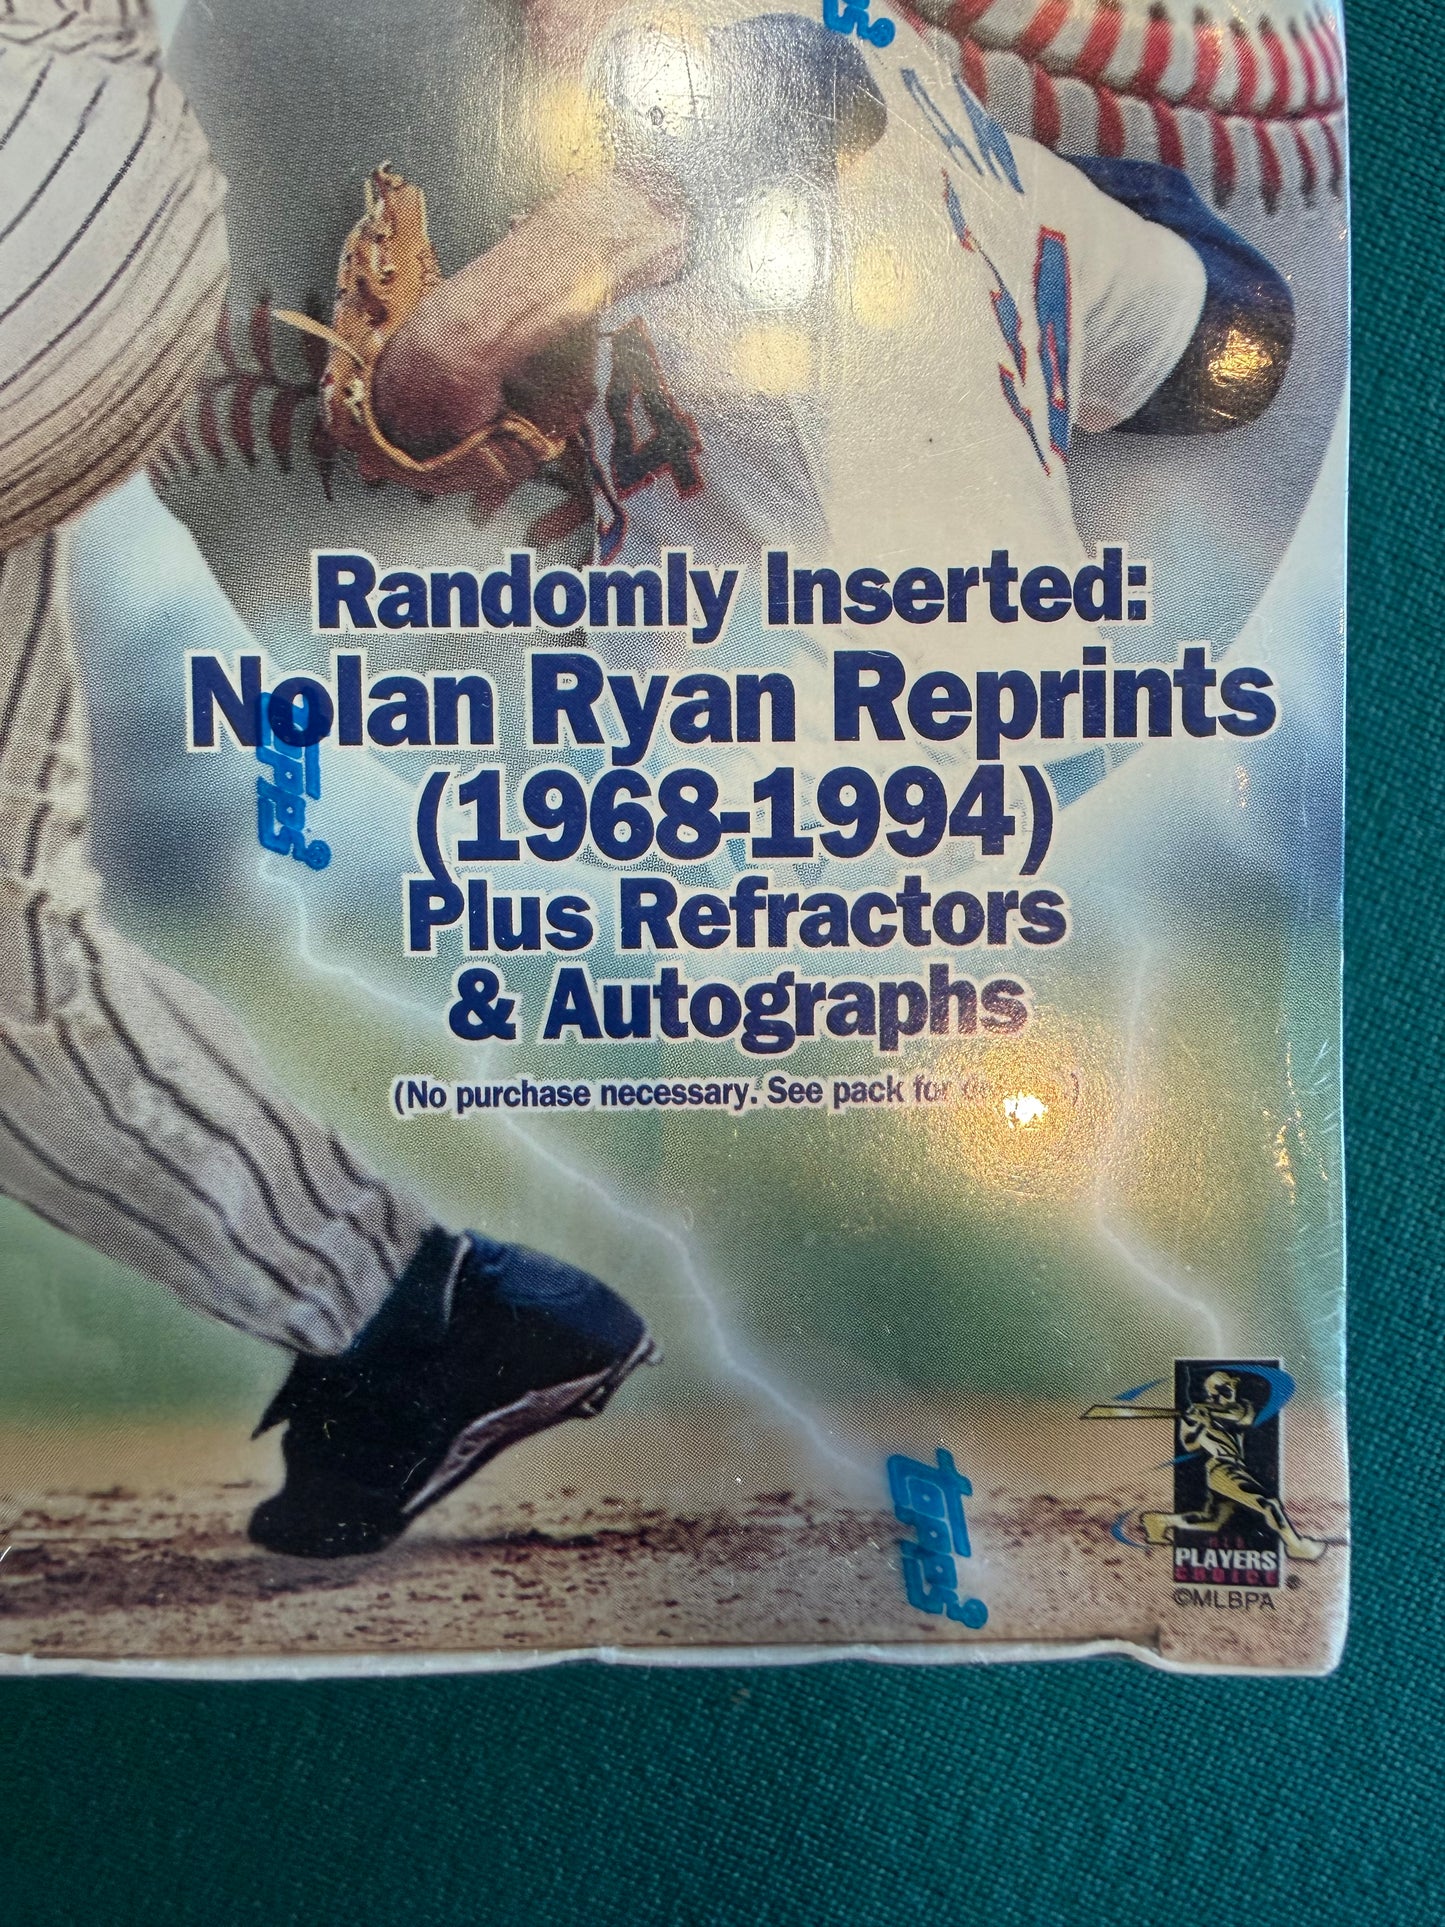 Randomly Inserted:
Nolan Ryan Reprints
(1968-1994)
Plus Refractors
& Autographs
(No purchase necessary. See pack for
topps®
topps®
PLAYERS
CHOICE
©MLBPA